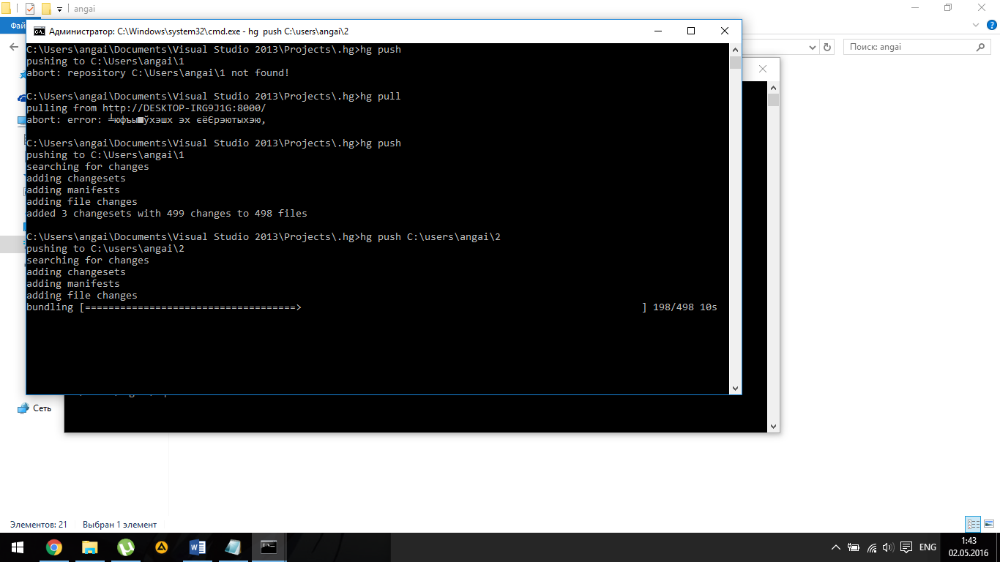 angai
Фай
Администратор: C:\Windows\system32\cmd.exe - hg push C:\users\angai\2
Поиск: angai
C:\Users\angai\Documents\Visual Studio 2013\Projects\.hg>hg push
pushing to C:\Users\angai\1
abort: repository C:\Users\angai\1 not found!
C:\Users\angai\Documents\Visual Studio 2013\Projects\.hg>hg pull
pulling from http://DESKTOP-IRG9J1G:8000/
abort: error: ╧юфъы■ўхэшх эх єёЄрэютыхэю,
C:\Users\angai\Documents\Visual Studio 2013\Projects\.hg>hg push
pushing to C:\Users\angai\1
searching for changes
adding changesets
adding manifests
adding file changes
added 3 changesets with 499 changes to 498 files
C:\Users\angai\Documents\Visual Studio 2013\Projects\.hg>hg push C:\users\angai\2
pushing to C:\users\angai\2
searching for changes
adding changesets
adding manifests
adding file changes
bundling [====================================> ] 198/498 10s
Сеть
Элементов: 21 Выбран 1 элемент
ENG
1:43
02.05.2016